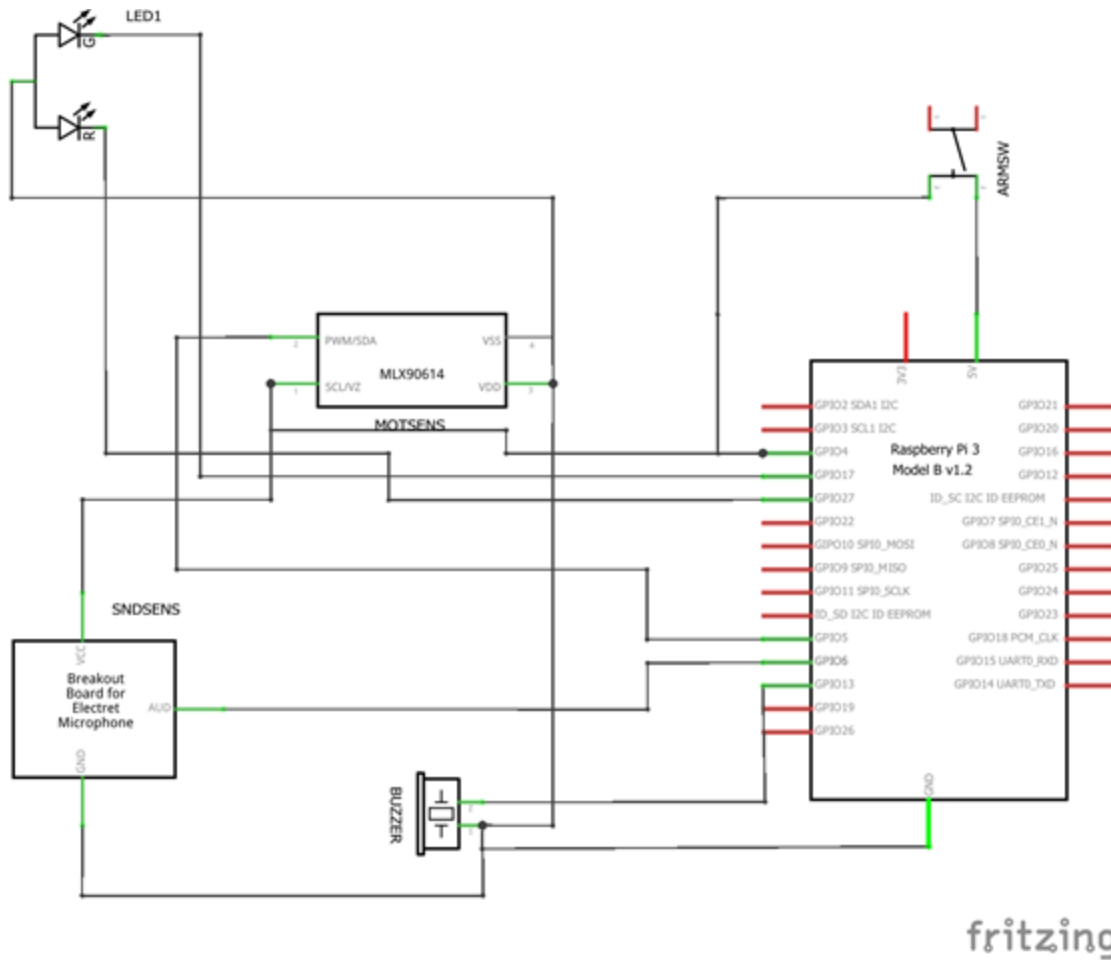 LED1
G
R
ARMSW
PWM/SDA
VSS
MLX90614
SCL/VZ
VDD
MOTSENS
3V3
5V
GPIO2 SDA1 I2C
GPIO21
GPIO3 SCL1 I2C
GPIO20
GPIO4
GPIO16
Raspberry Pi 3
Model B v1.2
GPIO17
GPIO12
GPIO27
ID_SC I2C ID EEPROM
GPIO22
GPIO7 SPI0_CE1_N
GIPO10 SPI0_MOSI
GPIO8 SPI0_CE0_N
GPIO9 SPI0_MISO
GPIO25
GPIO11 SPI0_SCLK
GPIO24
ID_SD I2C ID EEPROM
GPIO23
GPIO5
GPIO18 PCM_CLK
GPIO6
GPIO15 UART0_RXD
GPIO13
GPIO14 UART0_TXD
GPIO19
GPIO26
GND
SNDSENS
VCC
Breakout
Board for
Electret
Microphone
AUD
GND
BUZZER
fritzing